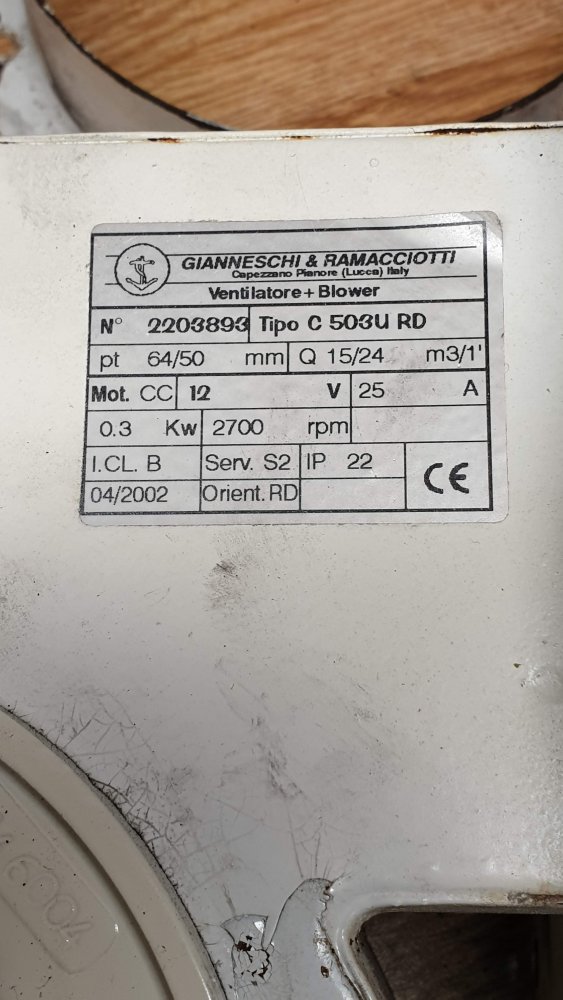 GIANNESCHI & RAMACCIOTTI
Capezzano Pianore (Lucca) Italy
Ventilatore + Blower
N° 2203893 Tipo C 503U RD
pt 64/50 mm Q 15/24 m3/1'
Mot. CC 12 V 25 A
0.3 Kw 2700 rpm
I.CL. B Serv. S2 IP 22 CE
04/2002 Orient. RD